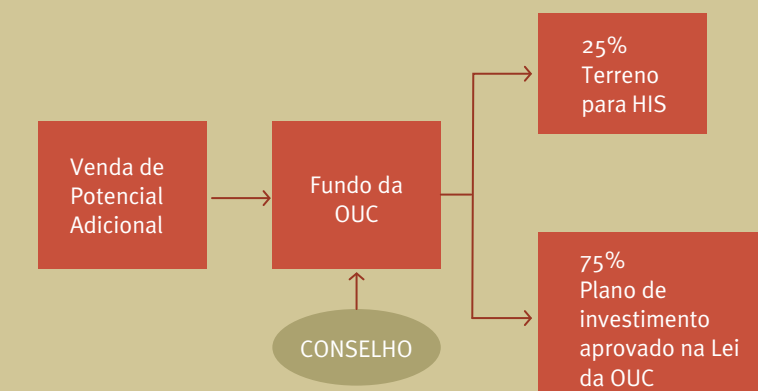 Venda de
Potencial
Adicional
Fundo da
OUC
CONSELHO
25%
Terreno
para HIS
75%
Plano de
investimento
aprovado na Lei
da OUC